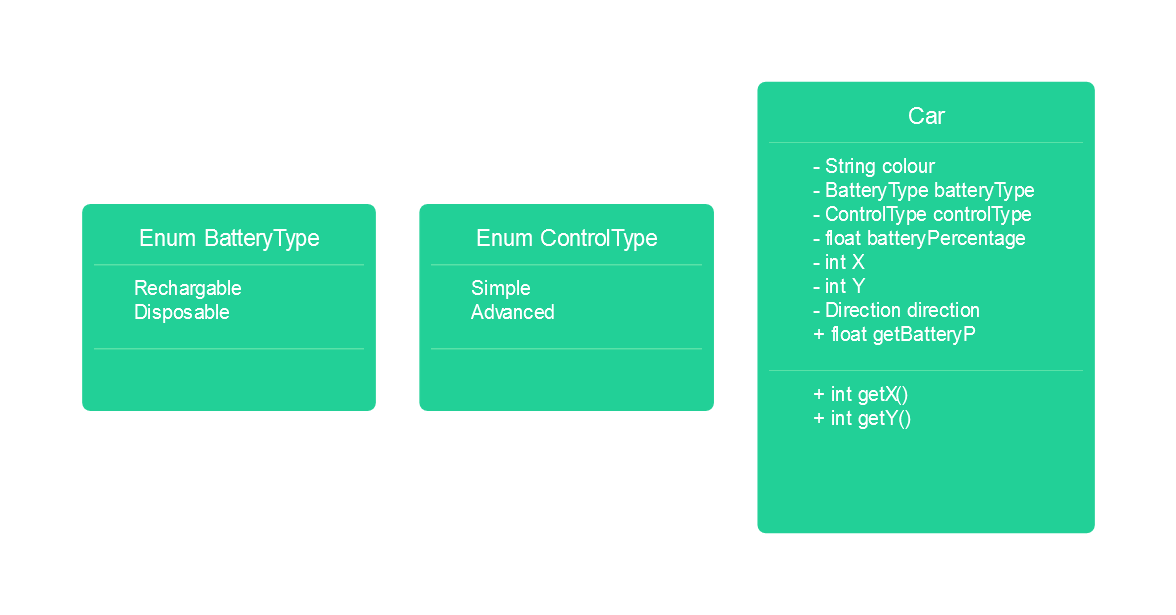 Enum BatteryType
Rechargable
Disposable
Enum ControlType
Simple
Advanced
Car
- String colour
- BatteryType batteryType
- ControlType controlType
- float batteryPercentage
- int X
- int Y
- Direction direction
+ float getBatteryP
+ int getX()
+ int getY()